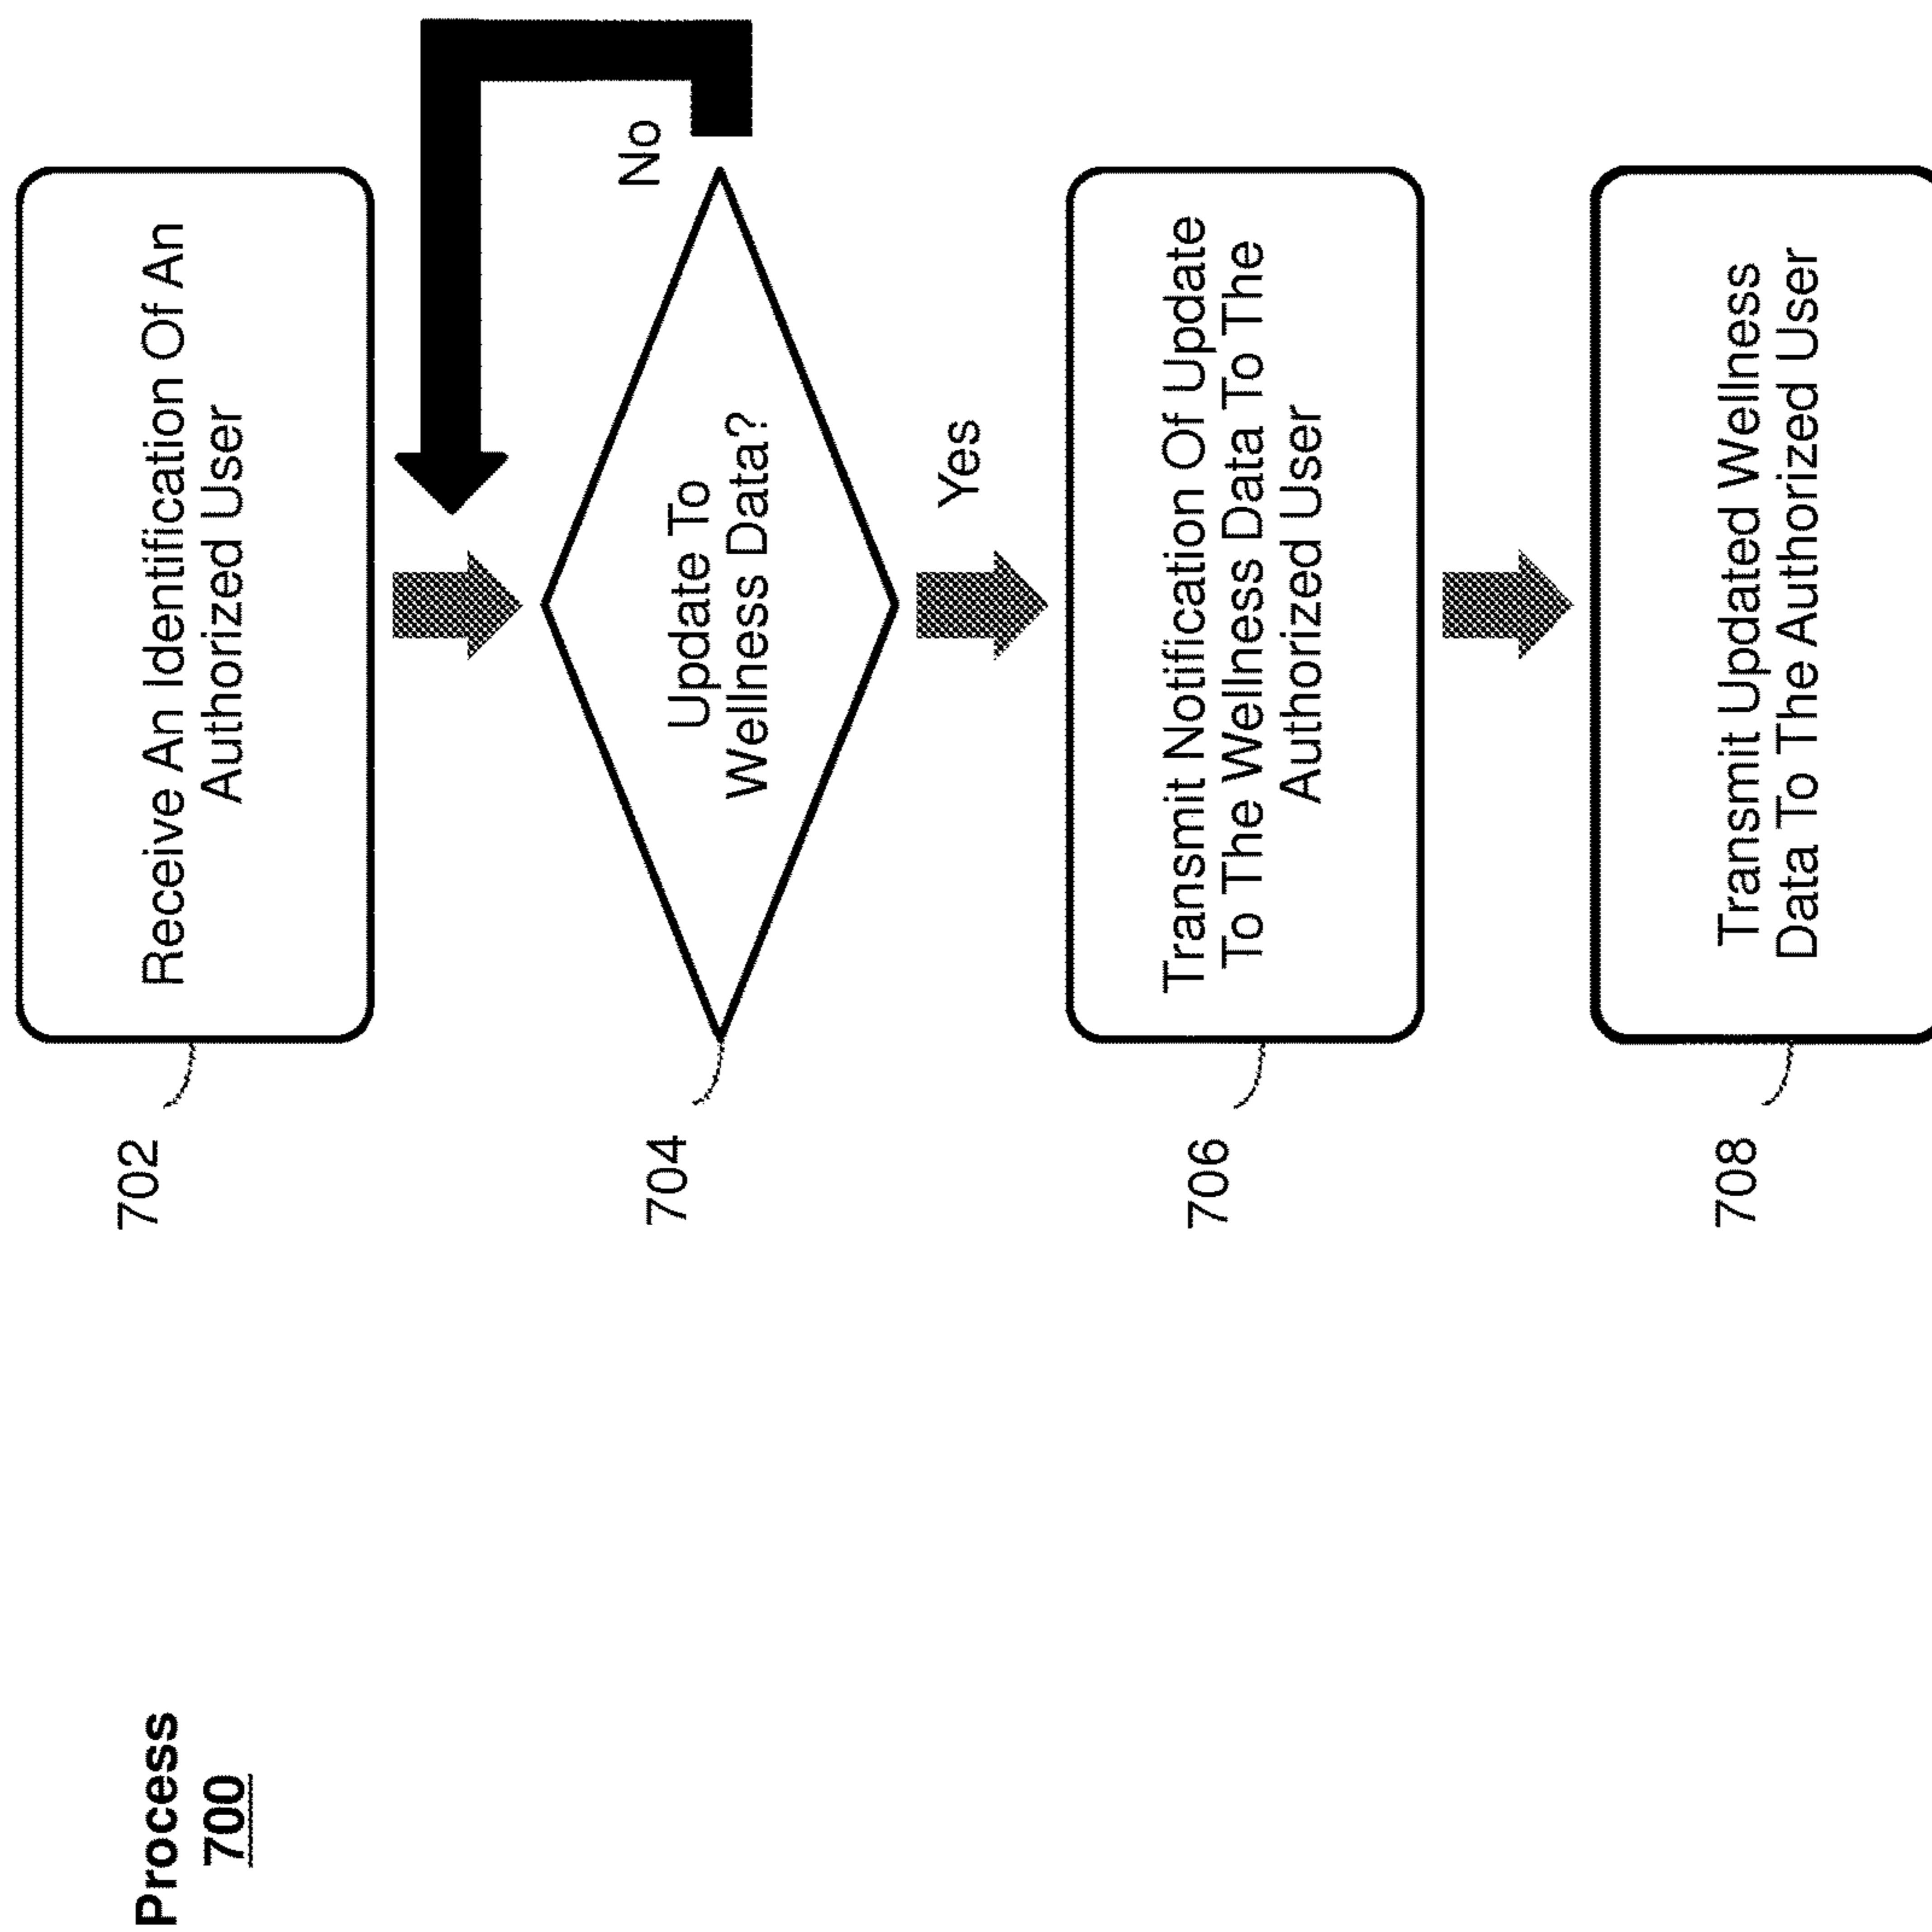 Process
700
702
Receive An Identification Of An
Authorized User
704
Update To
Wellness Data?
No
Yes
706
Transmit Notification Of Update
To The Wellness Data To The
Authorized User
708
Transmit Updated Wellness
Data To The Authorized User